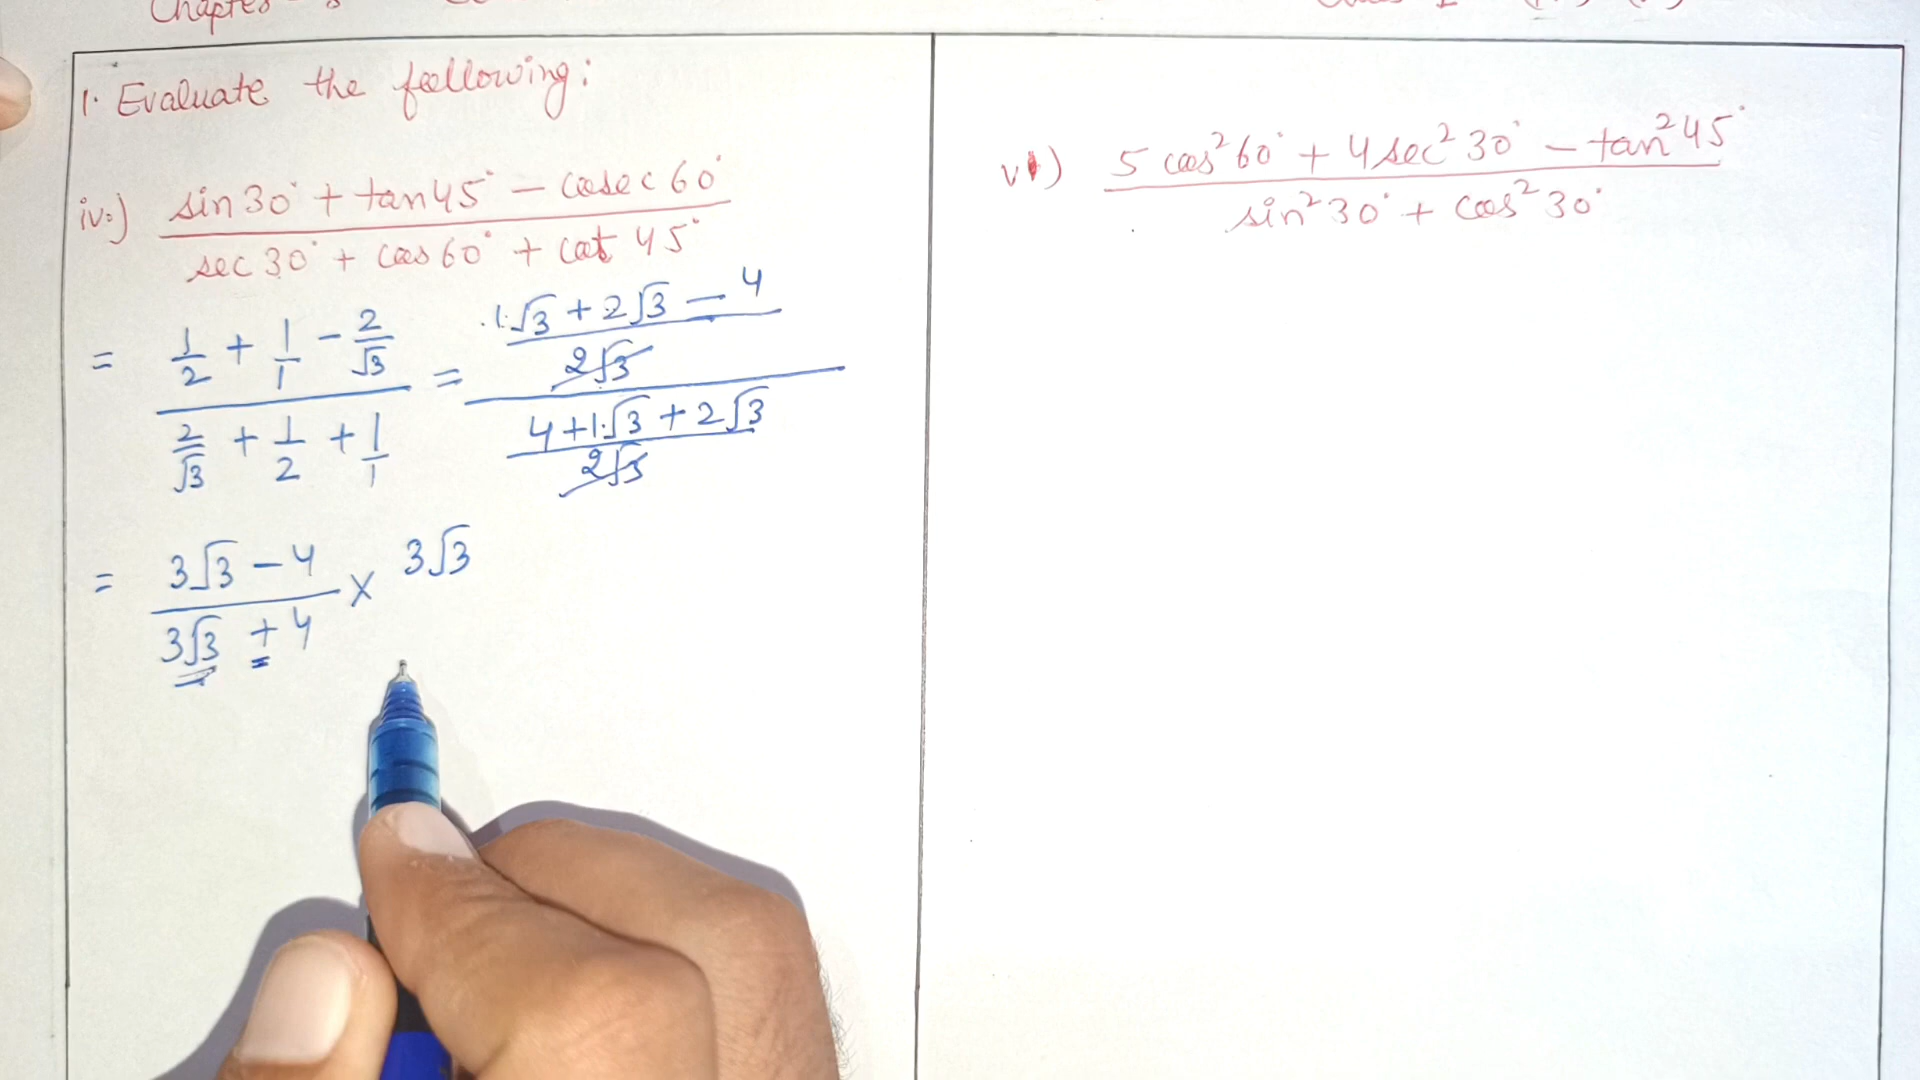 Chapter
1. Evaluate the following:
iv.) (sin 30° + tan 45° - cosec 60°) / (sec 30° + cos 60° + cot 45°)
= (1/2 + 1/1 - 2/√3) / (2/√3 + 1/2 + 1/1) = ((1·√3 + 2√3 - 4) / 2√3) / ((4 + 1·√3 + 2√3) / 2√3)
= (3√3 - 4) / (3√3 + 4) × 3√3
vi) (5 cos² 60° + 4 sec² 30° - tan² 45°) / (sin² 30° + cos² 30°)